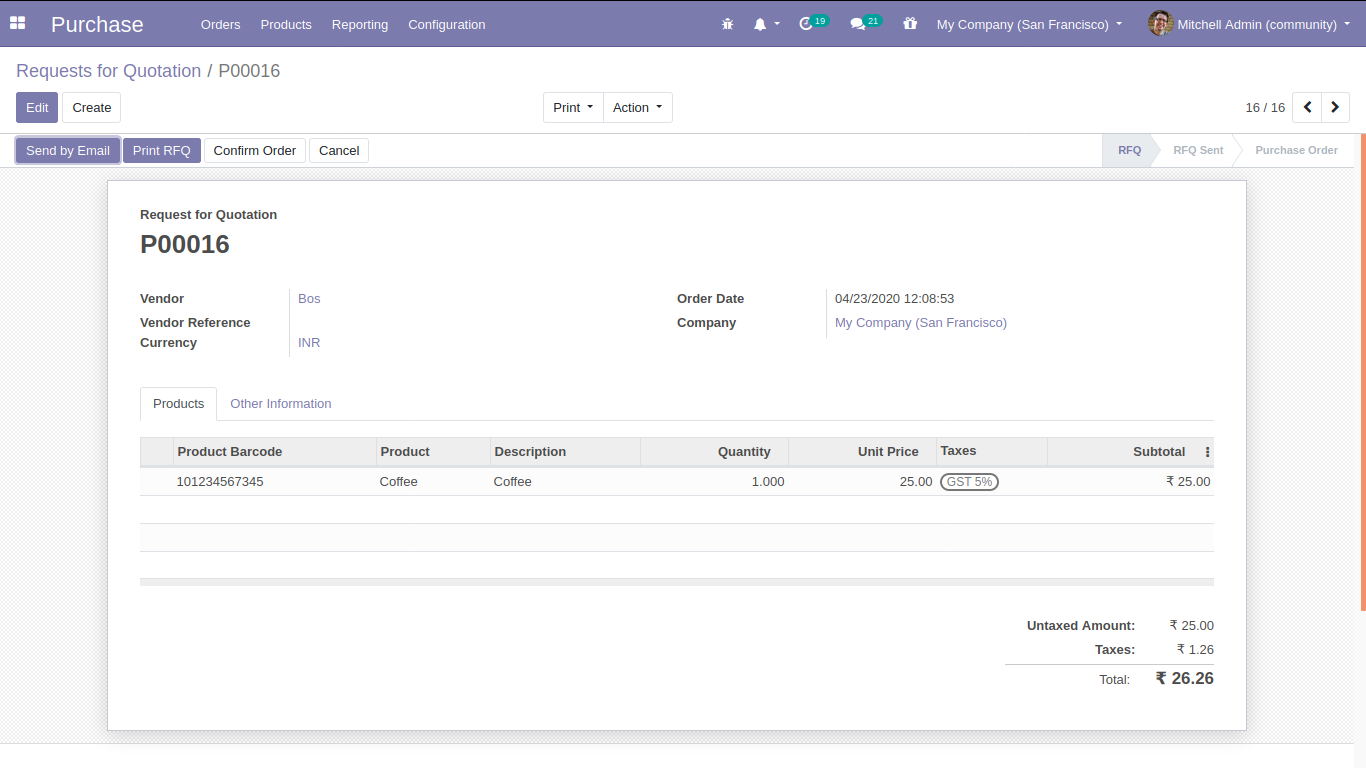 Purchase Orders Products Reporting Configuration 19 21 My Company (San Francisco) Mitchell Admin (community)
Requests for Quotation / P00016
Edit Create Print Action 16 / 16
Send by Email Print RFQ Confirm Order Cancel RFQ RFQ Sent Purchase Order
Request for Quotation
P00016
Vendor Bos Order Date 04/23/2020 12:08:53
Vendor Reference Company My Company (San Francisco)
Currency INR
Products Other Information
Product Barcode Product Description Quantity Unit Price Taxes Subtotal
101234567345 Coffee Coffee 1.000 25.00 GST 5% ₹ 25.00
Untaxed Amount: ₹ 25.00
Taxes: ₹ 1.26
Total: ₹ 26.26